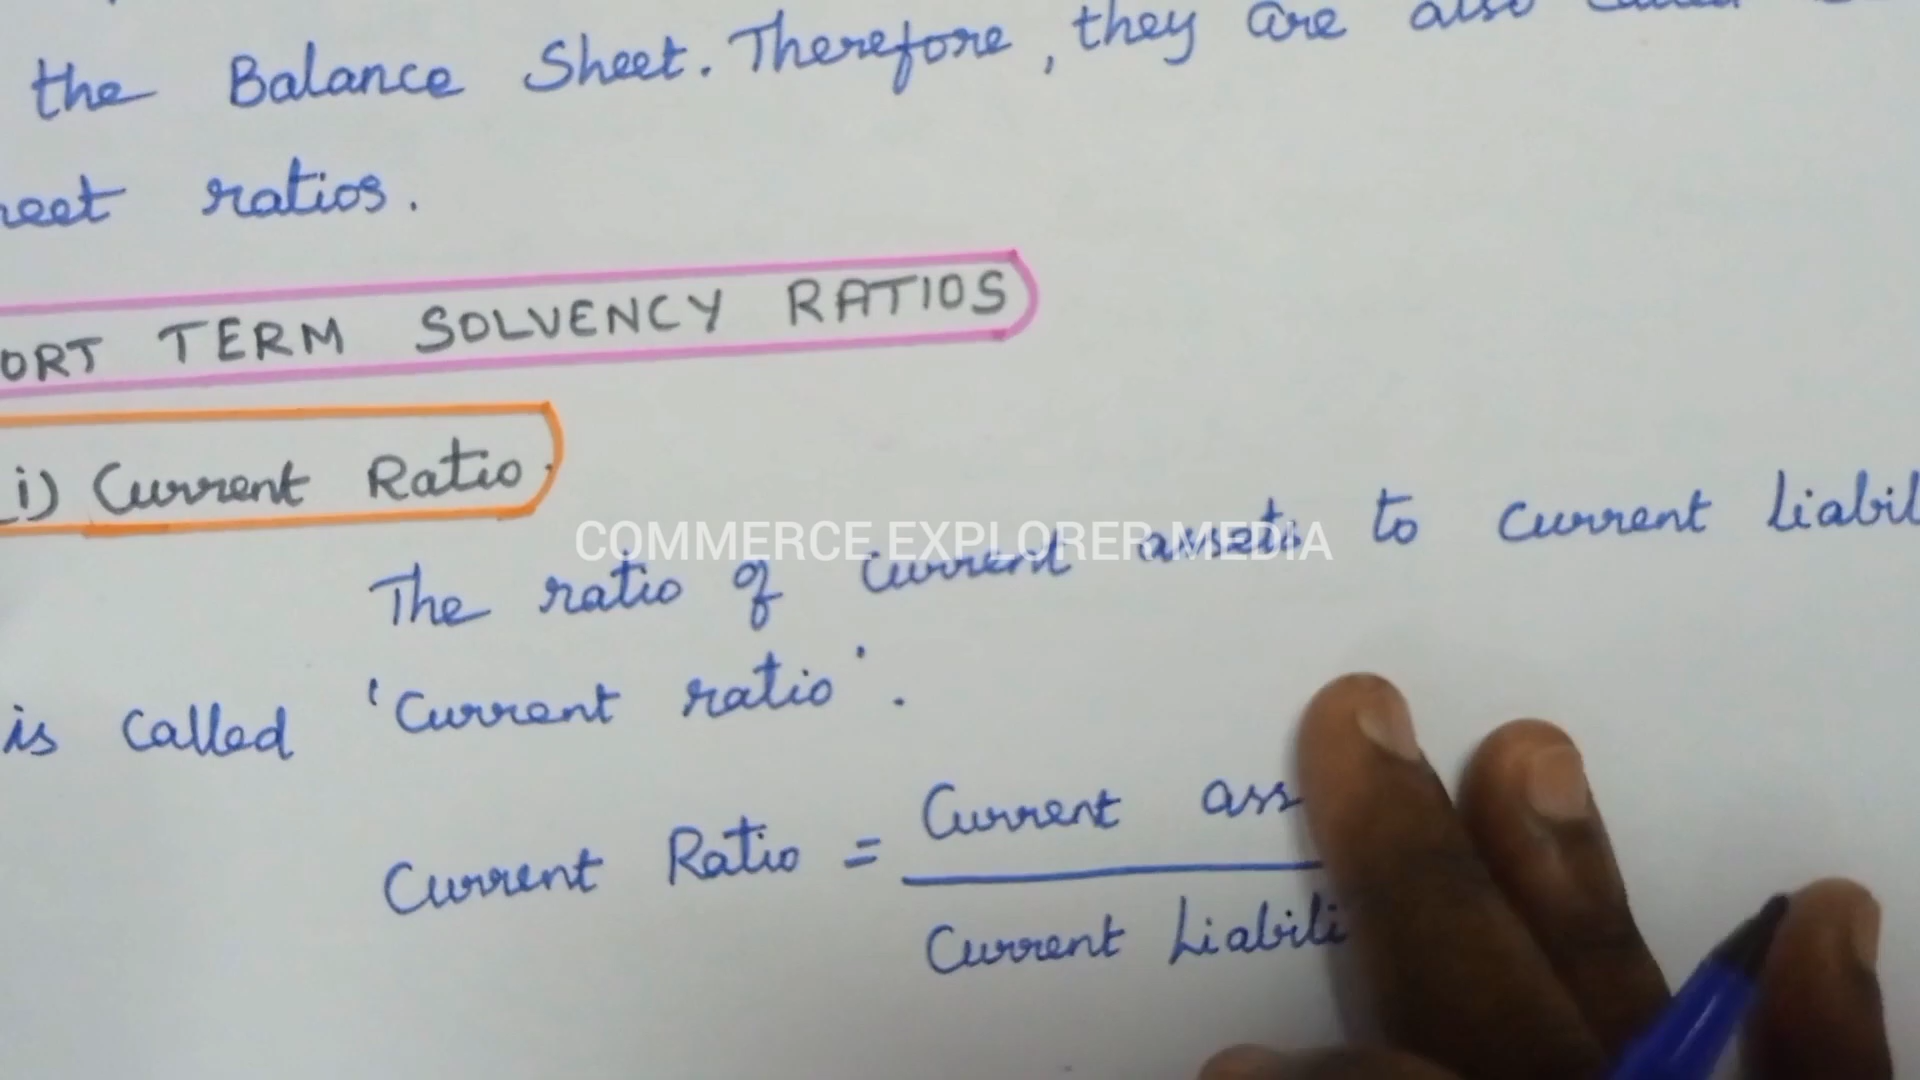 the Balance Sheet. Therefore, they are also
ratios.
ORT TERM SOLVENCY RATIOS
i) Current Ratio.
COMMERCE EXPLORER MEDIA
The ratio of current assets to current Liabil
is called 'Current ratio'.
Current Ratio = Current ass
Current Liabili